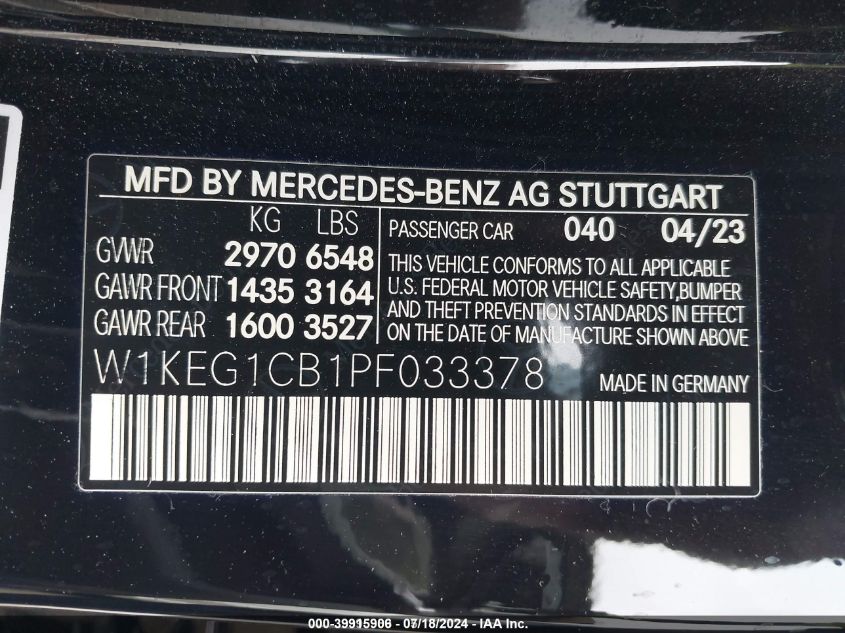 MFD BY MERCEDES-BENZ AG STUTTGART
KG LBS
GVWR 2970 6548
GAWR FRONT 1435 3164
GAWR REAR 1600 3527
PASSENGER CAR 040 04/23
THIS VEHICLE CONFORMS TO ALL APPLICABLE
U.S. FEDERAL MOTOR VEHICLE SAFETY,BUMPER
AND THEFT PREVENTION STANDARDS IN EFFECT
ON THE DATE OF MANUFACTURE SHOWN ABOVE
W1KEG1CB1PF033378
MADE IN GERMANY
000-39915906 - 07/18/2024 - IAA Inc.